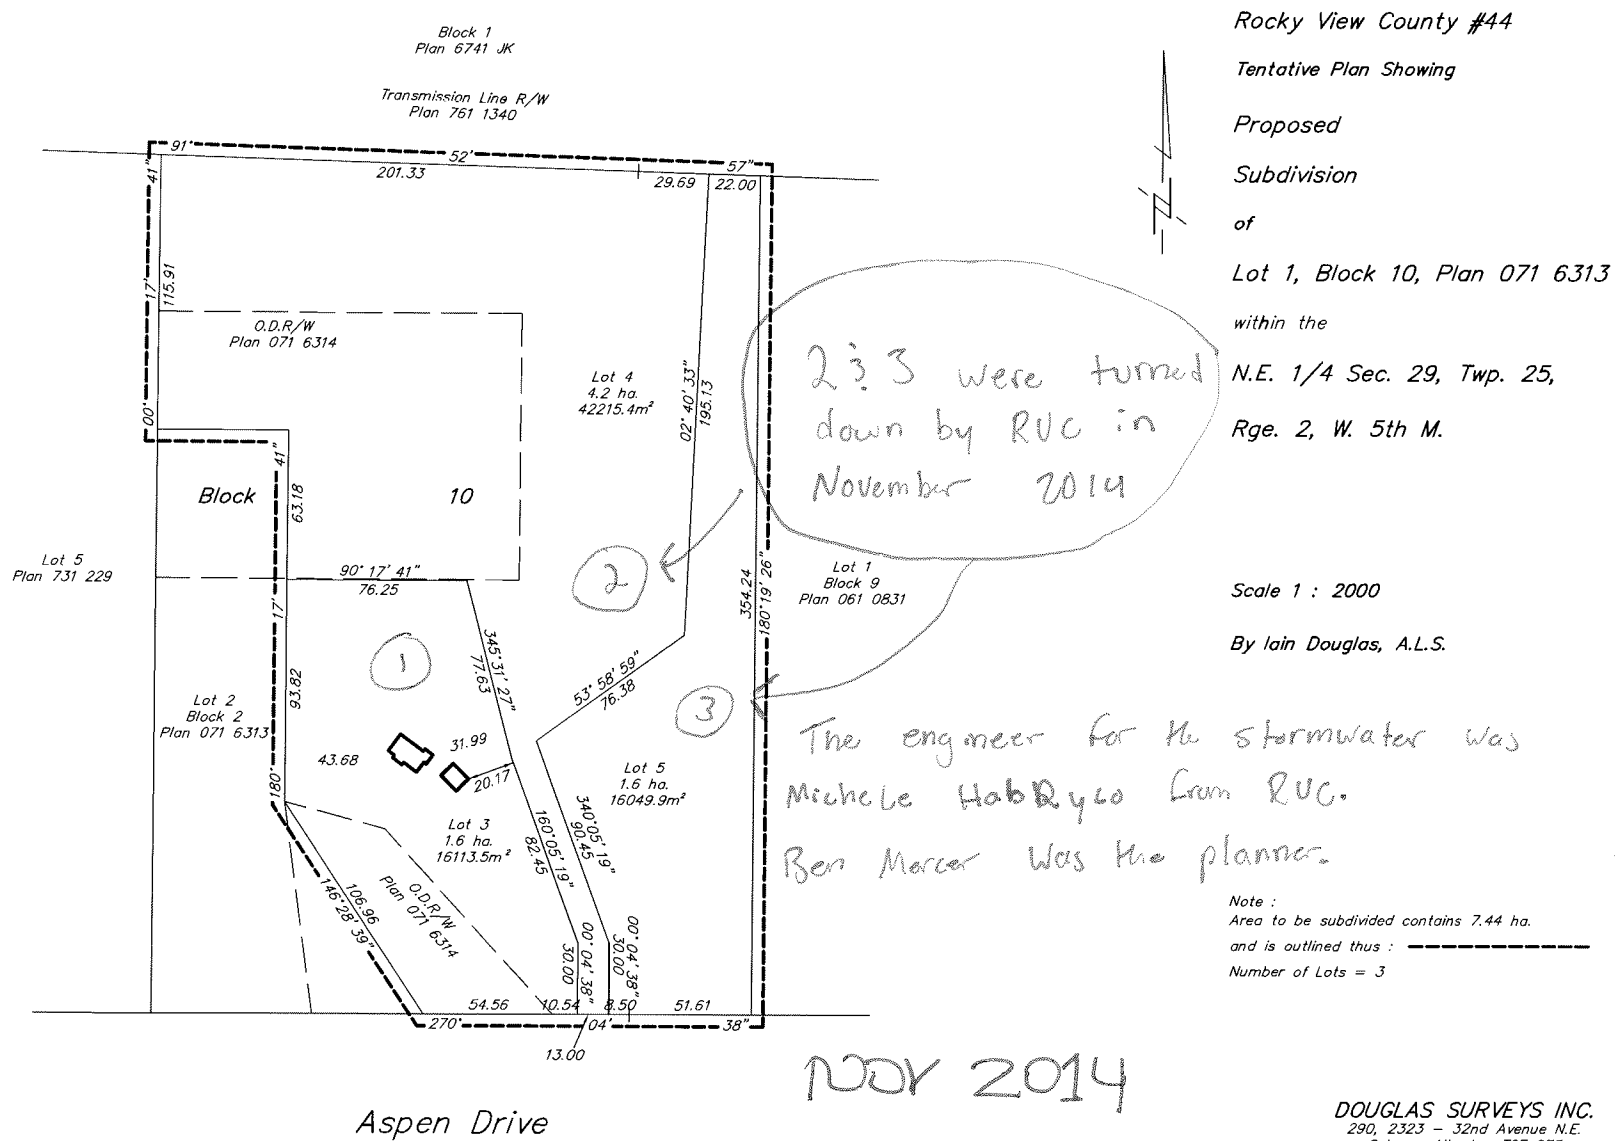 Rocky View County #44
Tentative Plan Showing
Proposed
Subdivision
of
Lot 1, Block 10, Plan 071 6313
within the
N.E. 1/4 Sec. 29, Twp. 25,
Rge. 2, W. 5th M.
Scale 1 : 2000
By Iain Douglas, A.L.S.
Note :
Area to be subdivided contains 7.44 ha.
and is outlined thus :
Number of Lots = 3
DOUGLAS SURVEYS INC.
290, 2323 - 32nd Avenue N.E.
Block 1
Plan 6741 JK
Transmission Line R/W
Plan 761 1340
91° 52' 57"
201.33
29.69
22.00
00° 17' 41"
115.91
O.D.R/W
Plan 071 6314
Lot 4
4.2 ha.
42215.4m²
02° 40' 33"
195.13
2 & 3 were turned
down by RVC in
November 2014
Block 10
41"
63.18
Lot 5
Plan 731 229
90° 17' 41"
76.25
2
Lot 1
Block 9
Plan 061 0831
354.24
180° 19' 26"
1
345° 31' 27"
77.63
53° 58' 59"
76.38
3
180° 17'
93.82
Lot 2
Block 2
Plan 071 6313
43.68
31.99
20.17
Lot 5
1.6 ha.
16049.9m²
The engineer for the stormwater was
Michele from RVC.
Ben Mercer was the planner.
Lot 3
1.6 ha.
16113.5m²
160° 05' 19"
82.45
340° 05' 19"
90.45
106.96
146° 28' 39"
O.D.R/W
Plan 071 6314
00° 04' 38"
30.00
00° 04' 38"
30.00
54.56
10.54
8.50
51.61
270° 04' 38"
13.00
NOV 2014
Aspen Drive